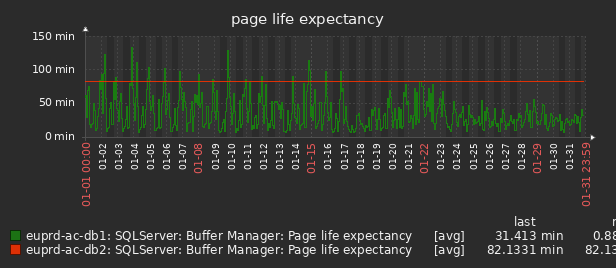 page life expectancy
150 min
100 min
50 min
0 min
01-01 00:00 01-02 01-03 01-04 01-05 01-06 01-07 01-08 01-09 01-10 01-11 01-12 01-13 01-14 01-15 01-16 01-17 01-18 01-19 01-20 01-21 01-22 01-23 01-24 01-25 01-26 01-27 01-28 01-29 01-30 01-31 01-31 23:59
last
euprd-ac-db1: SQLServer: Buffer Manager: Page life expectancy [avg] 31.413 min 0.88
euprd-ac-db2: SQLServer: Buffer Manager: Page life expectancy [avg] 82.1331 min 82.13